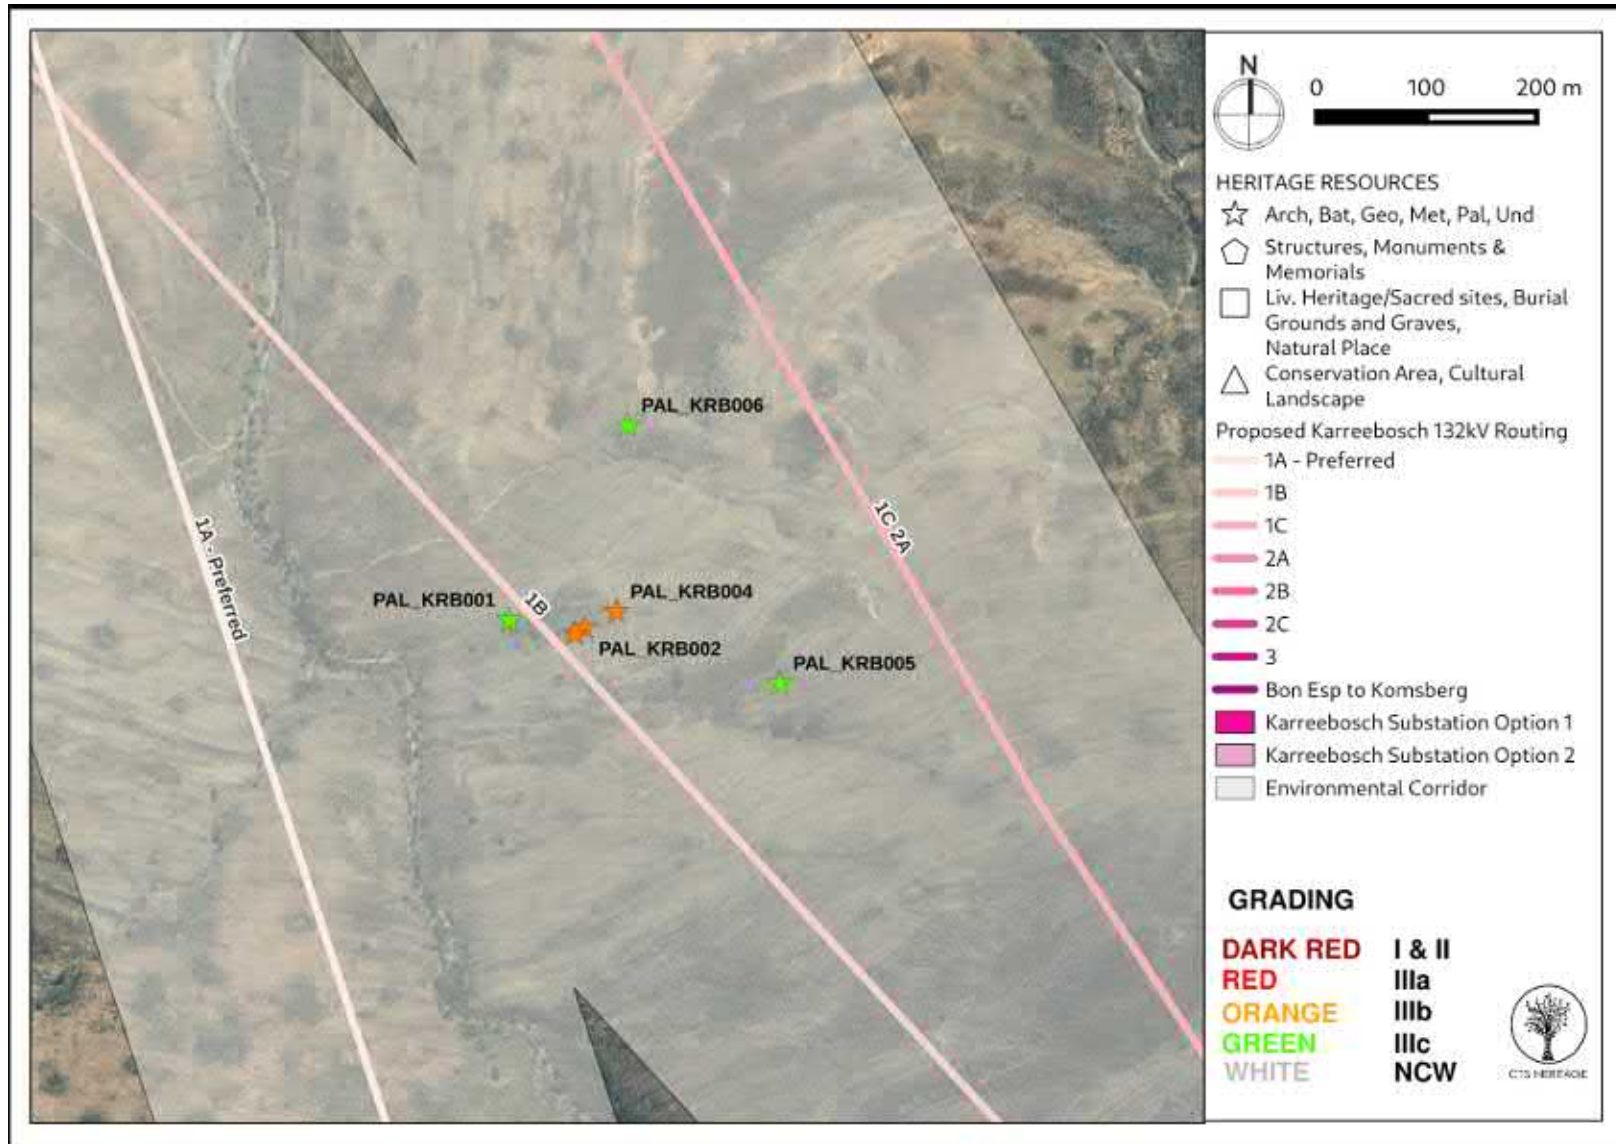 PAL_KRB006
1C 2A
1A - Preferred
PAL_KRB001
1B
PAL_KRB004
PAL_KRB002
PAL_KRB005
N
0 100 200 m
HERITAGE RESOURCES
Arch, Bat, Geo, Met, Pal, Und
Structures, Monuments &
Memorials
Liv. Heritage/Sacred sites, Burial
Grounds and Graves,
Natural Place
Conservation Area, Cultural
Landscape
Proposed Karreebosch 132kV Routing
1A - Preferred
1B
1C
2A
2B
2C
3
Bon Esp to Komsberg
Karreebosch Substation Option 1
Karreebosch Substation Option 2
Environmental Corridor
GRADING
DARK RED I & II
RED IIIa
ORANGE IIIb
GREEN IIIc
WHITE NCW
CTS HERITAGE